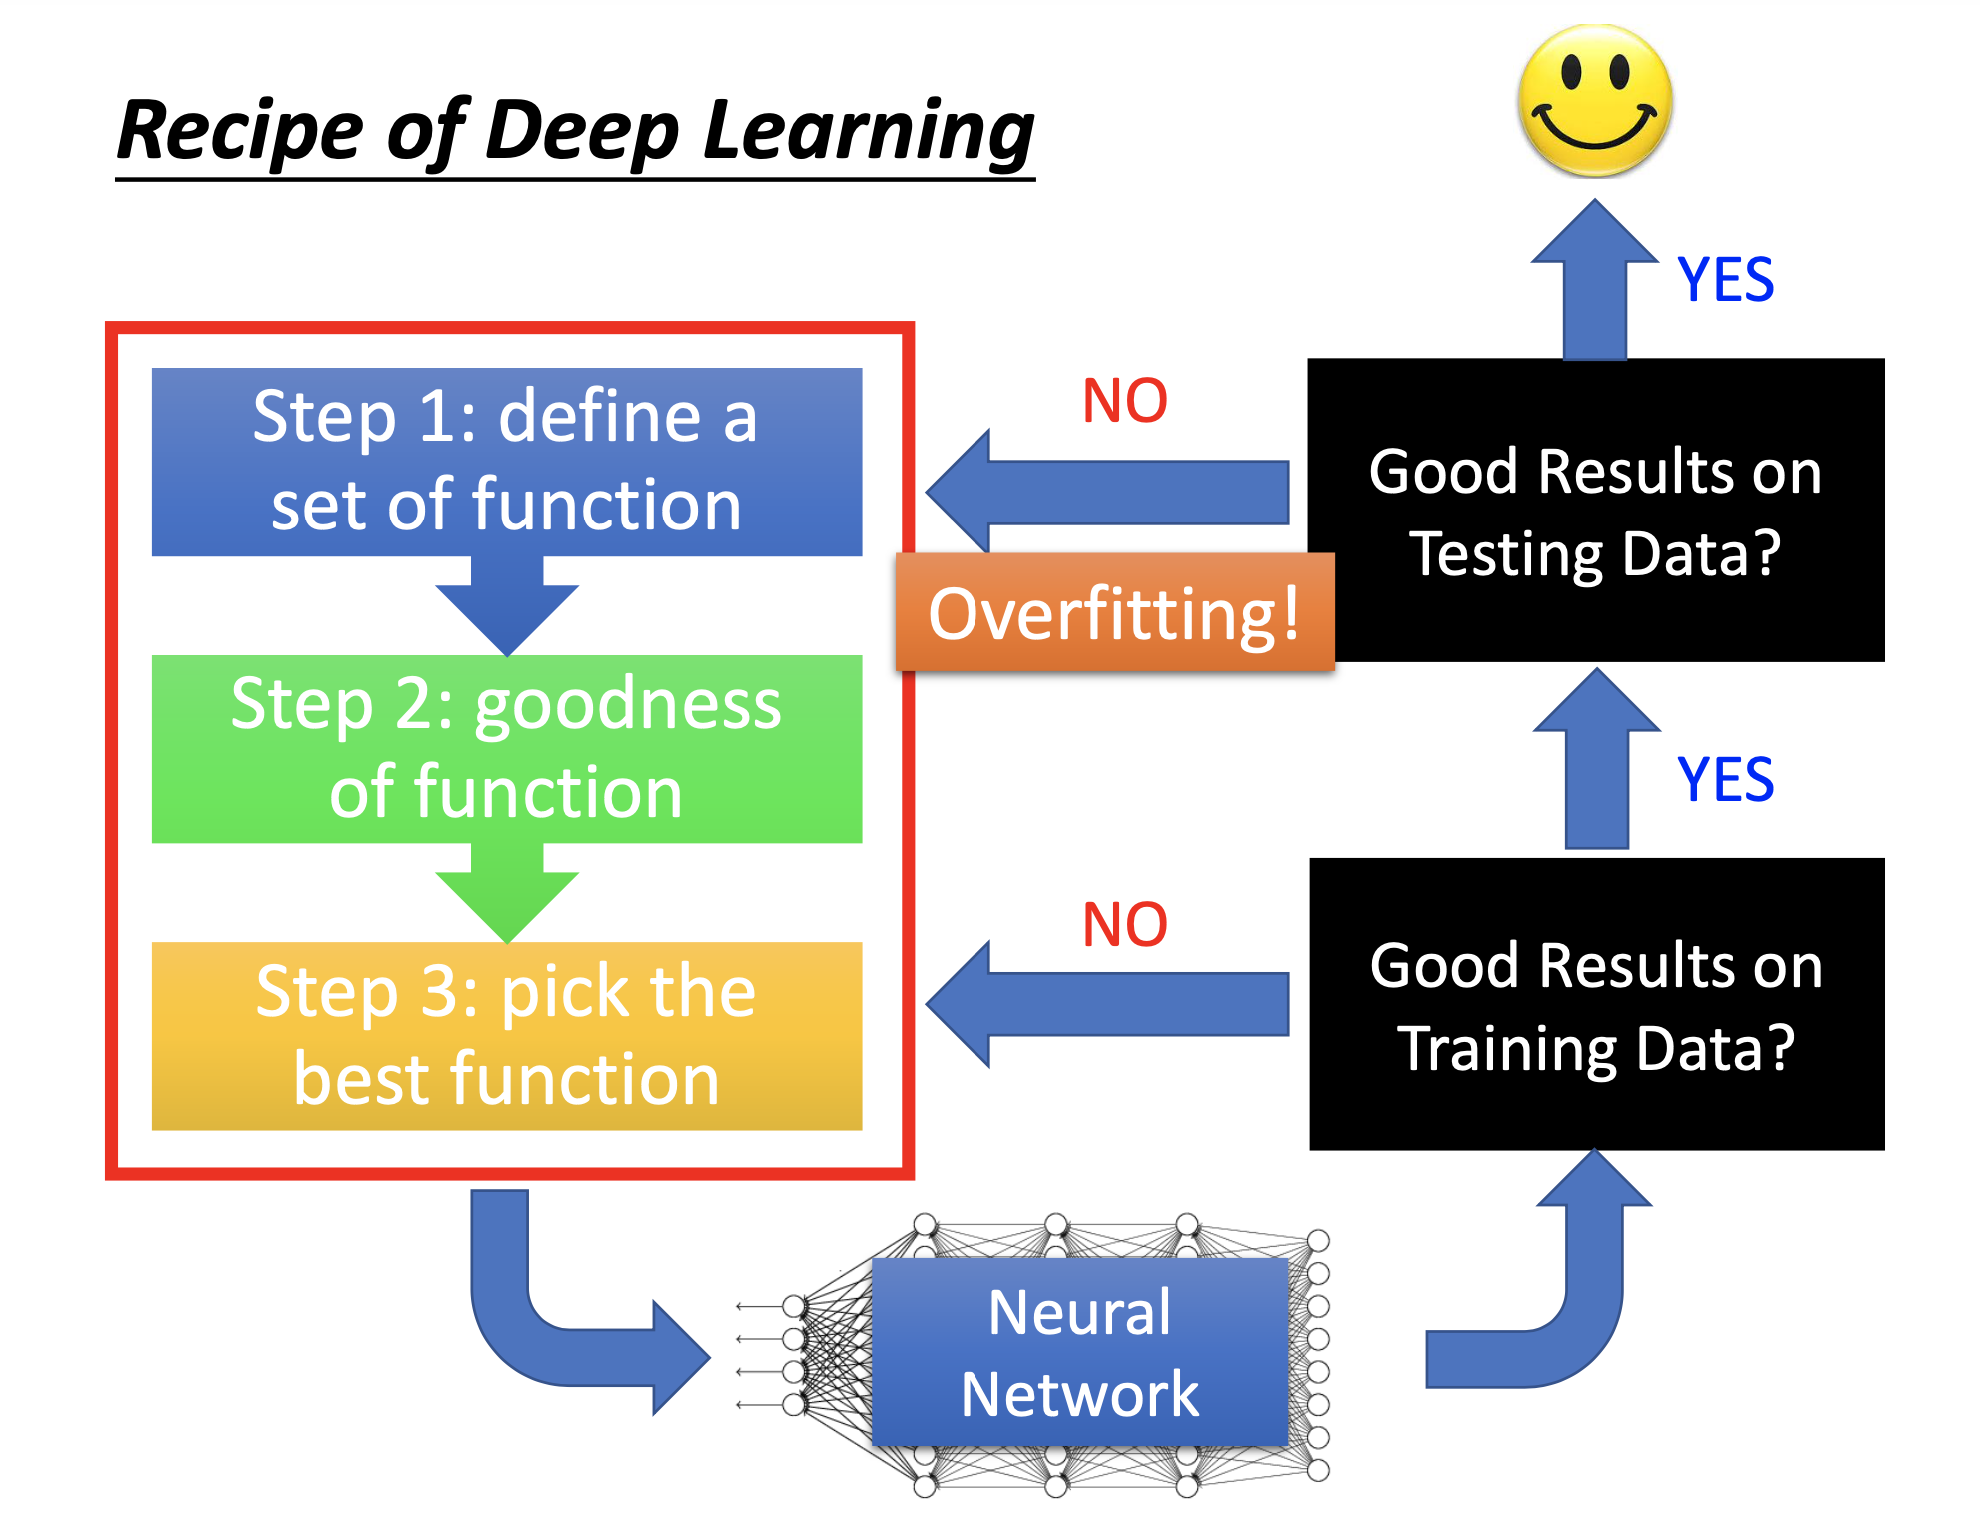 Recipe of Deep Learning
YES
Step 1: define a
set of function
NO
Good Results on
Testing Data?
Overfitting!
Step 2: goodness
of function
YES
Step 3: pick the
best function
NO
Good Results on
Training Data?
Neural
Network